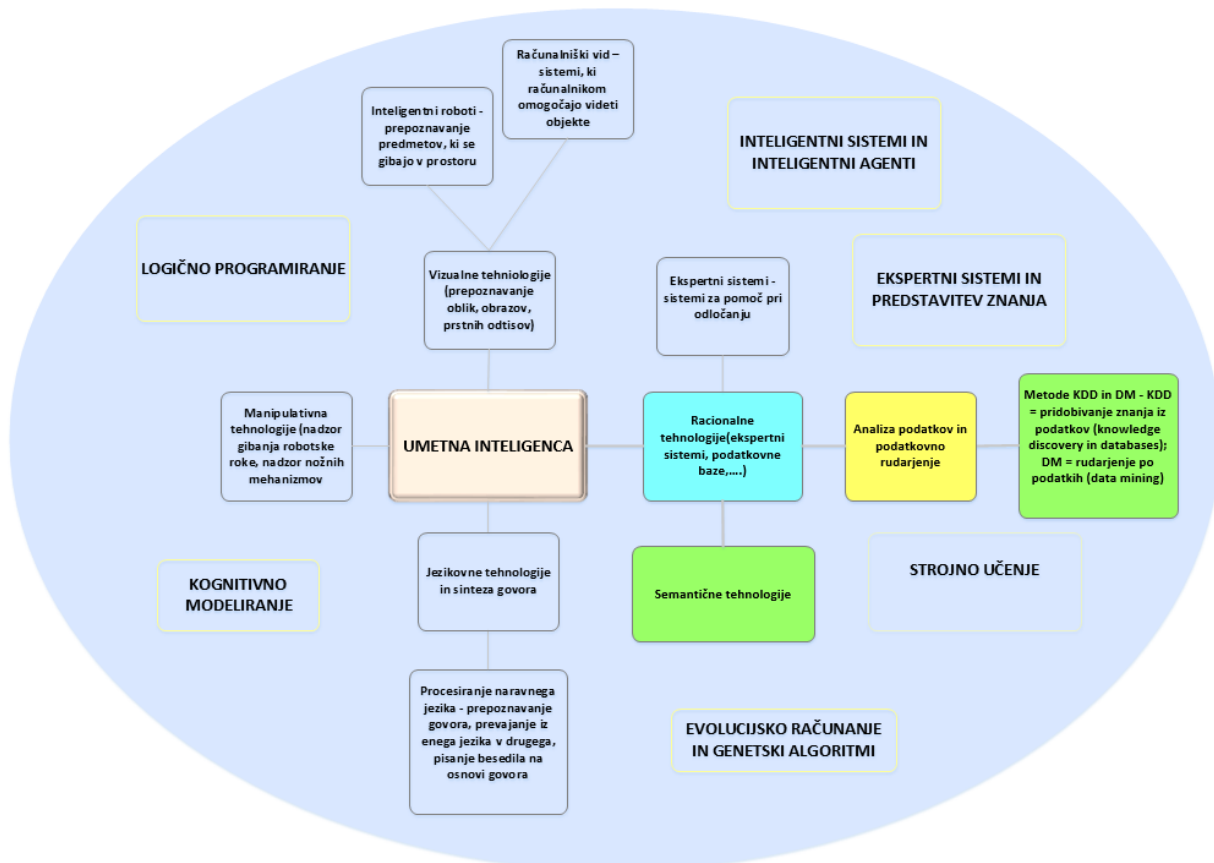 Računalniški vid –
sistemi, ki
računalnikom
omogočajo videti
objekte
Inteligentni roboti -
prepoznavanje
predmetov, ki se
gibajo v prostoru
INTELIGENTNI SISTEMI IN
INTELIGENTNI AGENTI
LOGIČNO PROGRAMIRANJE
Vizualne tehniologije
(prepoznavanje
oblik, obrazov,
prstnih odtisov)
Ekspertni sistemi -
sistemi za pomoč pri
odločanju
EKSPERTNI SISTEMI IN
PREDSTAVITEV ZNANJA
Manipulativna
tehnologije (nadzor
gibanja robotske
roke, nadzor nožnih
mehanizmov
UMETNA INTELIGENCA
Racionalne
tehnologije(ekspertni
sistemi, podatkovne
baze,....)
Analiza podatkov in
podatkovno
rudarjenje
Metode KDD in DM - KDD
= pridobivanje znanja iz
podatkov (knowledge
discovery in databases);
DM = rudarjenje po
podatkih (data mining)
KOGNITIVNO
MODELIRANJE
Jezikovne tehnologije
in sinteza govora
Semantične tehnologije
STROJNO UČENJE
Procesiranje naravnega
jezika - prepoznavanje
govora, prevajanje iz
enega jezika v drugega,
pisanje besedila na
osnovi govora
EVOLUCIJSKO RAČUNANJE
IN GENETSKI ALGORITMI